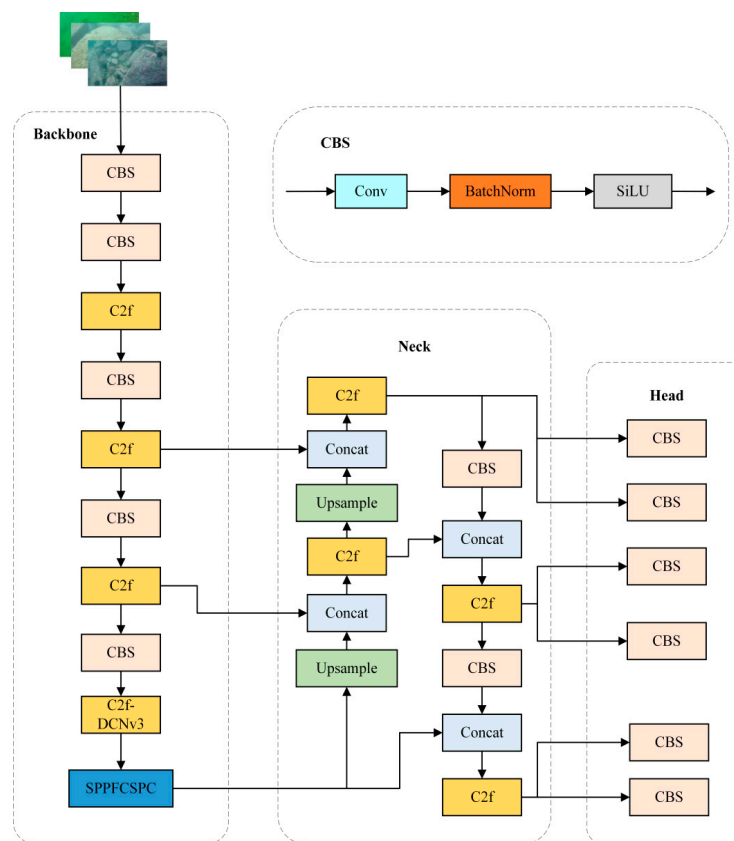 Backbone
CBS
CBS
C2f
CBS
C2f
CBS
C2f
CBS
C2f-
DCNv3
SPPFCSPC
CBS
Conv
BatchNorm
SiLU
Neck
C2f
Concat
Upsample
C2f
Concat
Upsample
CBS
Concat
C2f
CBS
Concat
C2f
Head
CBS
CBS
CBS
CBS
CBS
CBS